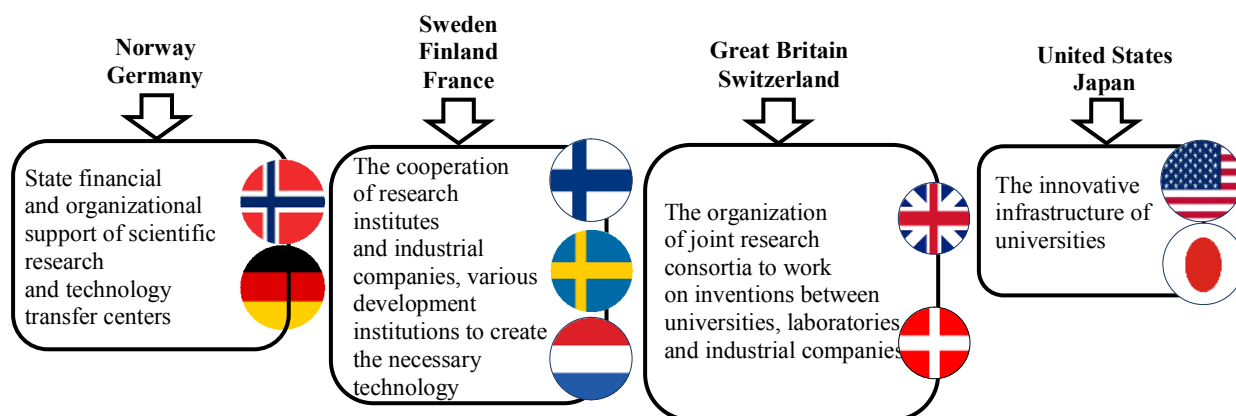 Norway
Germany
State financial
and organizational
support of scientific
research
and technology
transfer centers
Sweden
Finland
France
The cooperation
of research
institutes
and industrial
companies, various
development
institutions to create
the necessary
technology
Great Britain
Switzerland
The organization
of joint research
consortia to work
on inventions between
universities, laboratories
and industrial companies
United States
Japan
The innovative
infrastructure of
universities